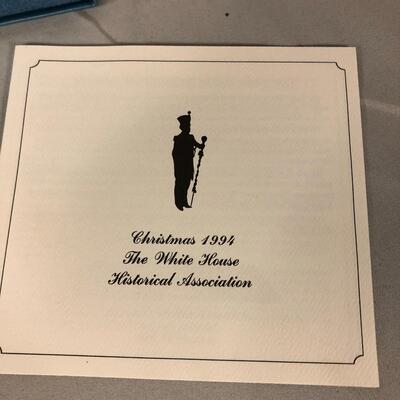 Christmas 1994
The White House
Historical Association